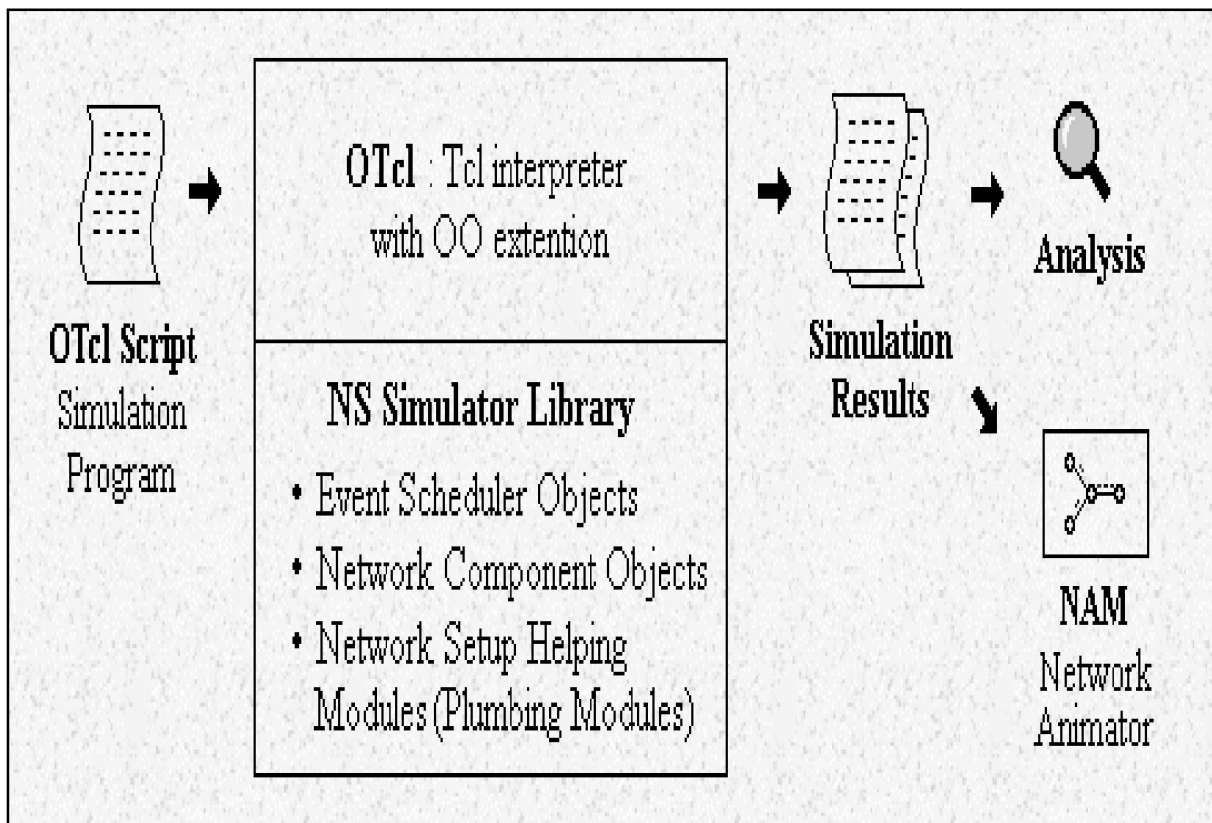 OTcl Script
Simulation
Program
OTcl : Tcl interpreter
with OO extention
NS Simulator Library
• Event Scheduler Objects
• Network Component Objects
• Network Setup Helping
Modules (Plumbing Modules)
Simulation
Results
Analysis
NAM
Network
Animator